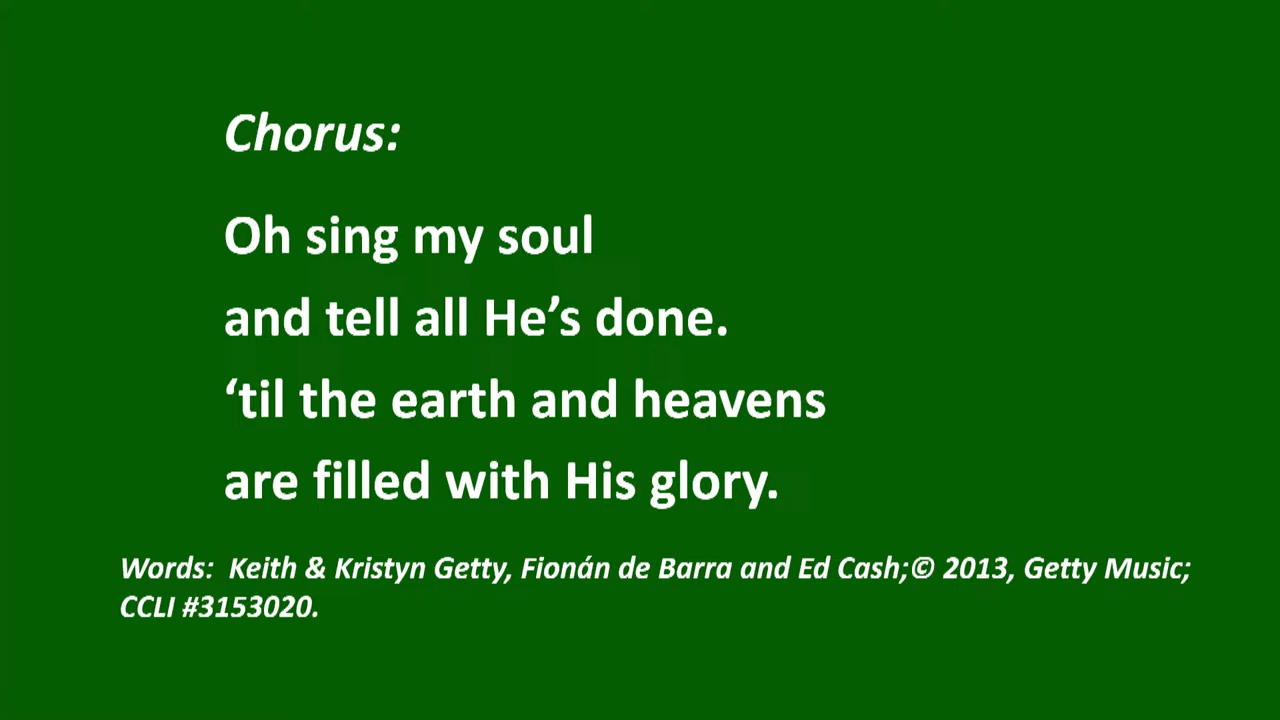 Chorus:
Oh sing my soul
and tell all He’s done.
‘til the earth and heavens
are filled with His glory.
Words:  Keith & Kristyn Getty, Fionán de Barra and Ed Cash;© 2013, Getty Music;
CCLI #3153020.